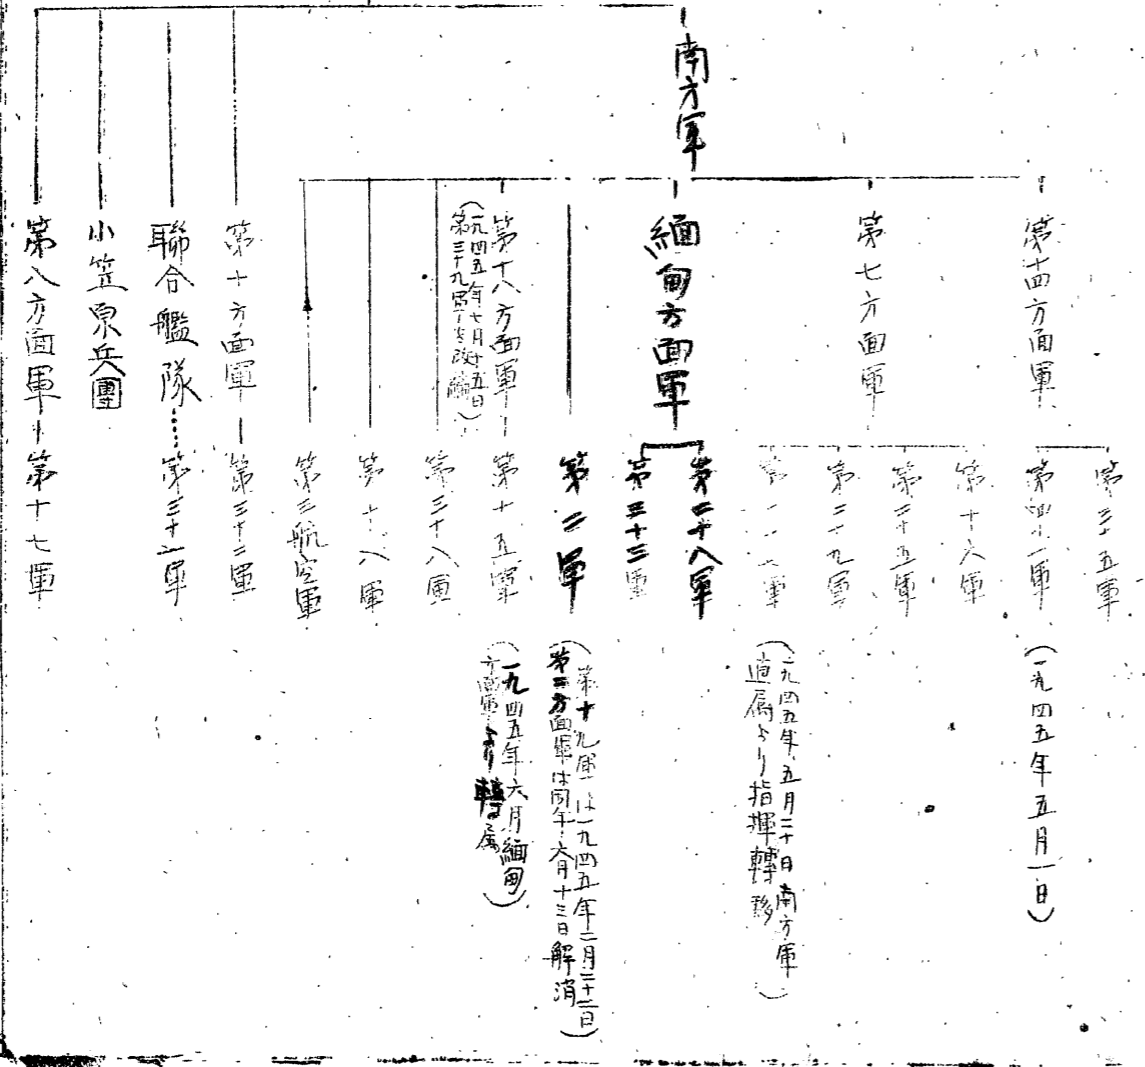 南方軍
第十四方面軍
第三十五軍
第四十一軍
(一九四五年五月一日)
第七方面軍
第十六軍
第二十五軍
第二十九軍
軍
(一九四五年五月二十日南方軍
直属より指揮轉移)
緬甸方面軍
第二十八軍
第三十三軍
第二軍
(第十九軍は一九四五年二月二十二日
第二方面軍は同年六月十三日解消)
第十八方面軍
(一九四五年七月十五日
第三十九軍を改編)
第十五軍
(一九四五年六月緬甸
方面軍より轉属)
第三十八軍
第十八軍
第三航空軍
第十方面軍
第三十二軍
聯合艦隊
第三十一軍
小笠原兵團
第八方面軍
第十七軍